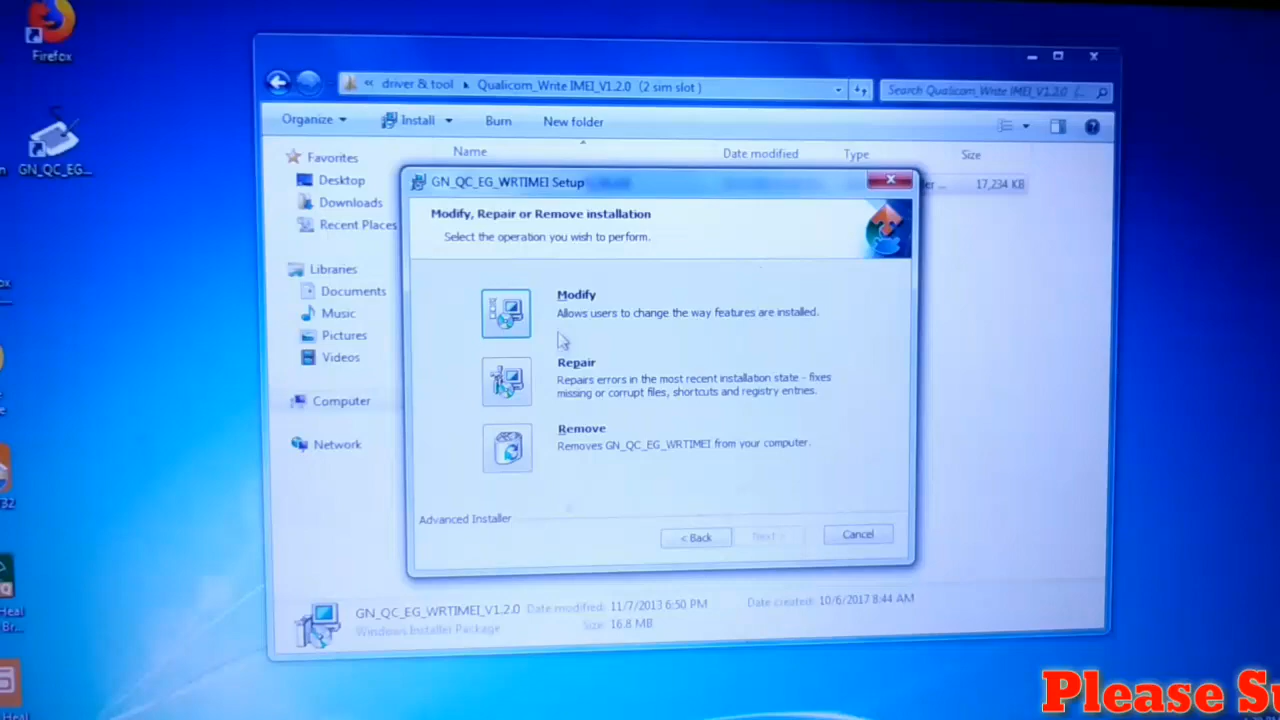 Firefox
GN_QC_EG...
« driver & tool ▸ Qualicom_Write IMEI_V1.2.0 (2 sim slot )
Search Qualicom_Write IMEI_V1.2.0 (...
Organize
Install
Burn
New folder
Name
Date modified
Type
Size
17,234 KB
Favorites
Desktop
Downloads
Recent Places
Libraries
Documents
Music
Pictures
Videos
Computer
Network
GN_QC_EG_WRTIMEI Setup
Modify, Repair or Remove installation
Select the operation you wish to perform.
Modify
Allows users to change the way features are installed.
Repair
Repairs errors in the most recent installation state - fixes
missing or corrupt files, shortcuts and registry entries.
Remove
Removes GN_QC_EG_WRTIMEI from your computer.
Advanced Installer
< Back
Next >
Cancel
GN_QC_EG_WRTIMEI_V1.2.0 Date modified: 11/7/2013 6:50 PM
Date created: 10/6/2017 8:44 AM
Windows Installer Package
Size: 16.8 MB
Heal
Br...
Heal
Please Su